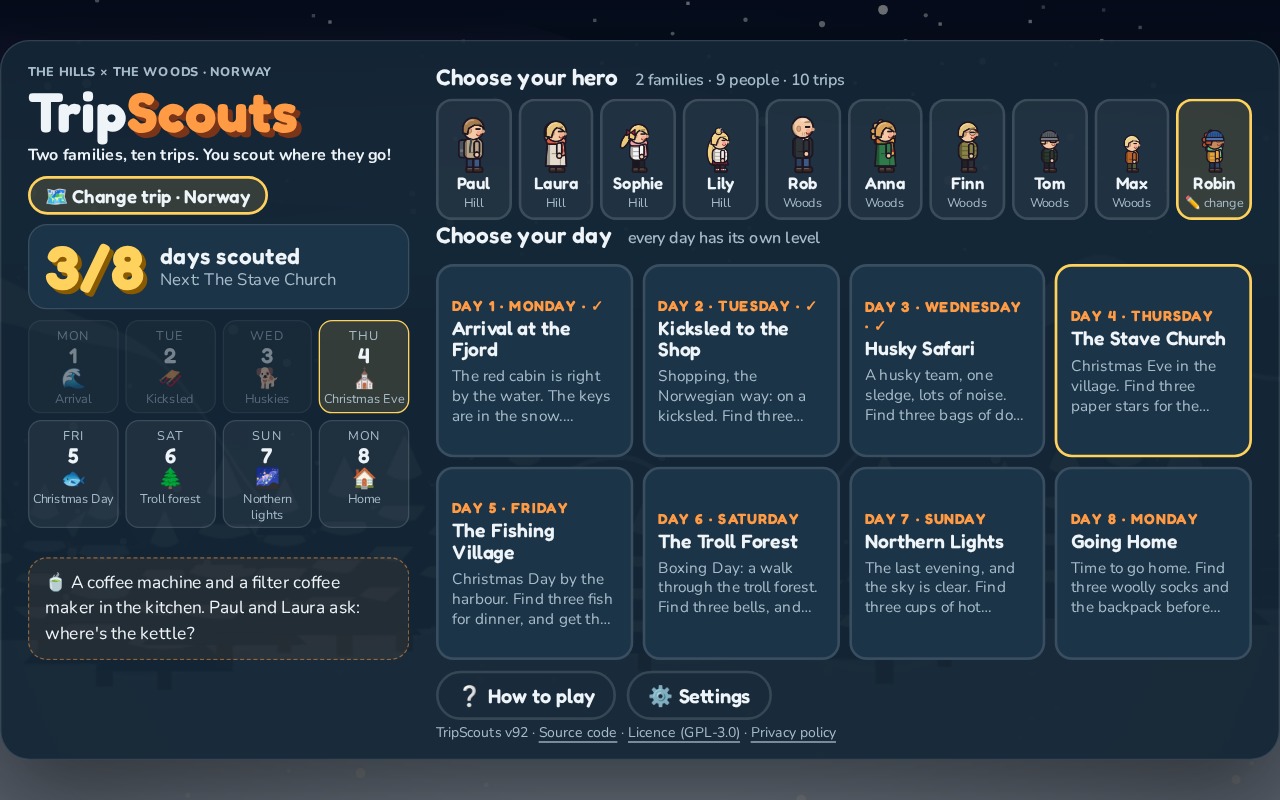 THE HILLS × THE WOODS · NORWAY
TripScouts
Two families, ten trips. You scout where they go!
Change trip · Norway
3/8
days scouted
Next: The Stave Church
MON
1
Arrival
TUE
2
Kicksled
WED
3
Huskies
THU
4
Christmas Eve
FRI
5
Christmas Day
SAT
6
Troll forest
SUN
7
Northern
lights
MON
8
Home
A coffee machine and a filter coffee
maker in the kitchen. Paul and Laura ask:
where's the kettle?
Choose your hero
2 families · 9 people · 10 trips
Paul
Hill
Laura
Hill
Sophie
Hill
Lily
Hill
Rob
Woods
Anna
Woods
Finn
Woods
Tom
Woods
Max
Woods
Robin
✏️ change
Choose your day
every day has its own level
DAY 1 · MONDAY · ✓
Arrival at the
Fjord
The red cabin is right
by the water. The keys
are in the snow....
DAY 2 · TUESDAY · ✓
Kicksled to the
Shop
Shopping, the
Norwegian way: on a
kicksled. Find three...
DAY 3 · WEDNESDAY
· ✓
Husky Safari
A husky team, one
sledge, lots of noise.
Find three bags of do...
DAY 4 · THURSDAY
The Stave Church
Christmas Eve in the
village. Find three
paper stars for the...
DAY 5 · FRIDAY
The Fishing
Village
Christmas Day by the
harbour. Find three fish
for dinner, and get th...
DAY 6 · SATURDAY
The Troll Forest
Boxing Day: a walk
through the troll forest.
Find three bells, and...
DAY 7 · SUNDAY
Northern Lights
The last evening, and
the sky is clear. Find
three cups of hot...
DAY 8 · MONDAY
Going Home
Time to go home. Find
three woolly socks and
the backpack before...
❔ How to play
⚙️ Settings
TripScouts v92 · Source code · Licence (GPL-3.0) · Privacy policy